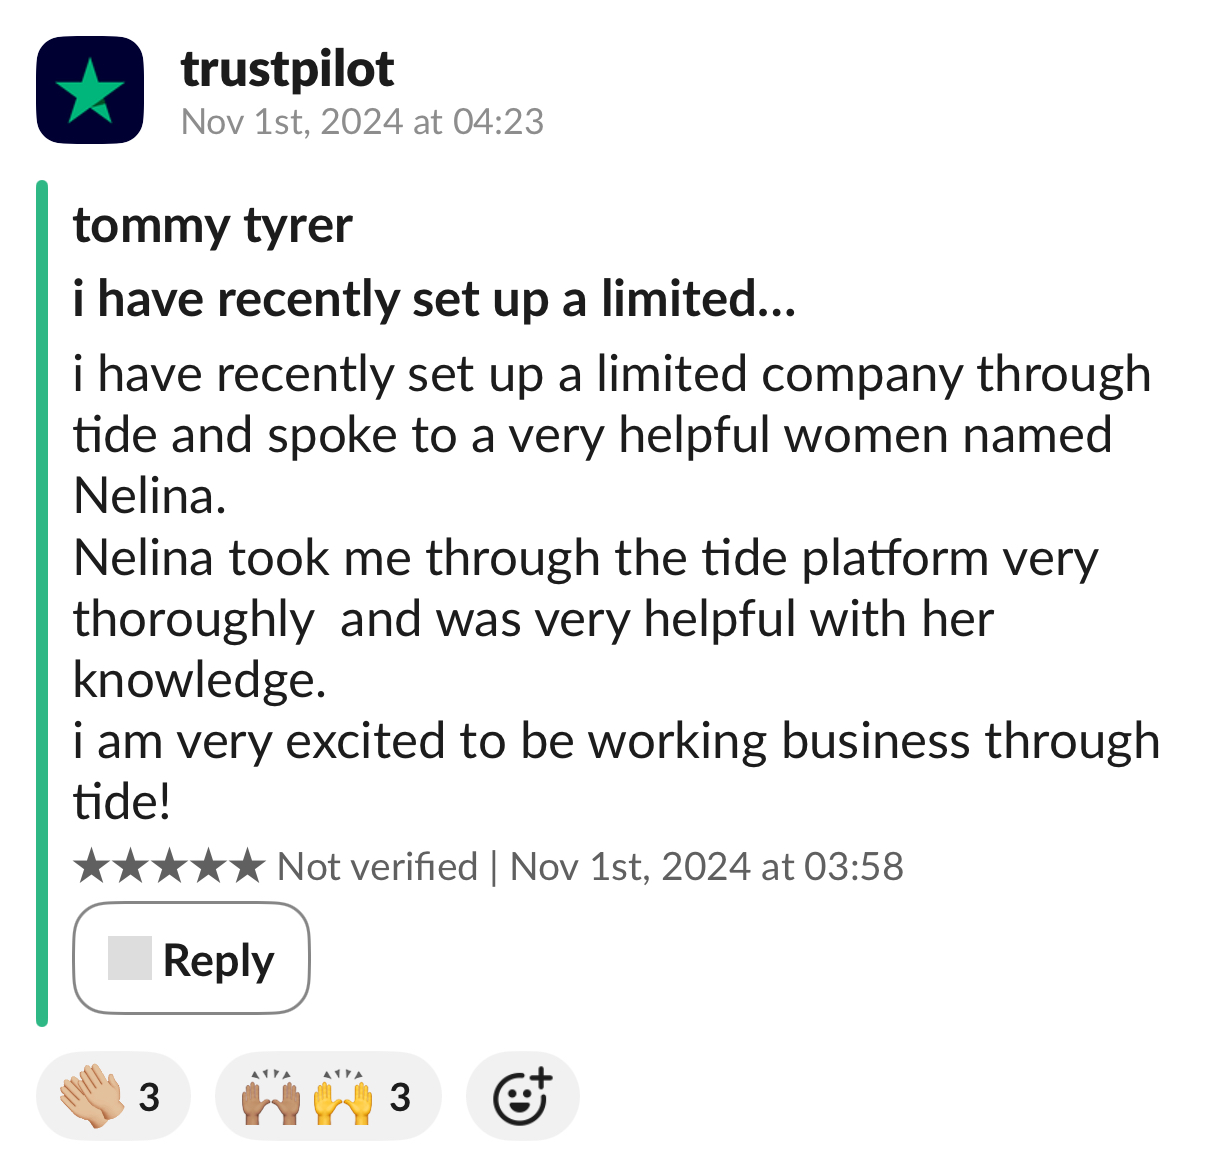 trustpilot
Nov 1st, 2024 at 04:23
tommy tyrer
i have recently set up a limited...
i have recently set up a limited company through
tide and spoke to a very helpful women named
Nelina.
Nelina took me through the tide platform very
thoroughly  and was very helpful with her
knowledge.
i am very excited to be working business through
tide!
★★★★★ Not verified | Nov 1st, 2024 at 03:58
Reply
3
3